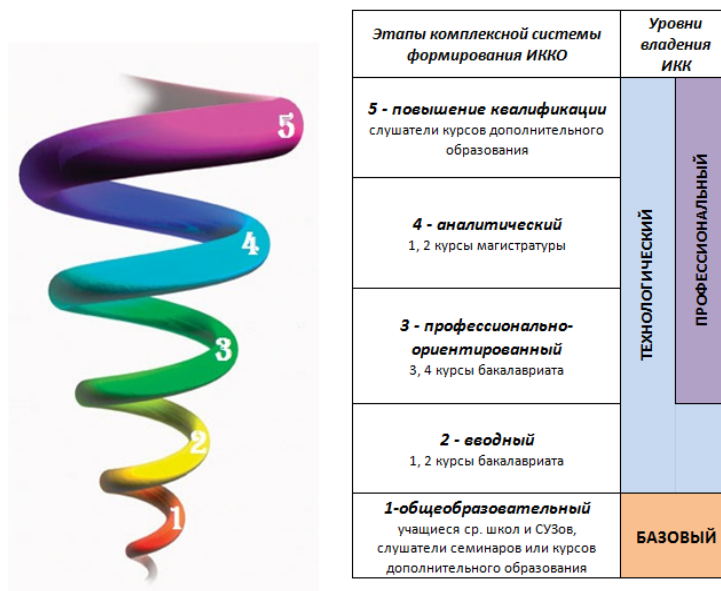 5
4
3
2
1
Этапы комплексной системы
формирования ИККО
Уровни
владения
ИКК
5 - повышение квалификации
слушатели курсов дополнительного
образования
4 - аналитический
1, 2 курсы магистратуры
3 - профессионально-
ориентированный
3, 4 курсы бакалавриата
2 - вводный
1, 2 курсы бакалавриата
1-общеобразовательный
учащиеся ср. школ и СУЗов,
слушатели семинаров или курсов
дополнительного образования
ТЕХНОЛОГИЧЕСКИЙ
ПРОФЕССИОНАЛЬНЫЙ
БАЗОВЫЙ